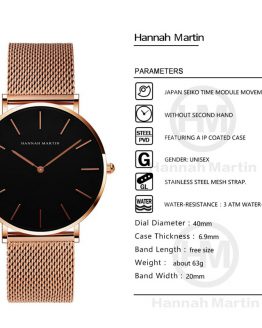 Hannah Martin
PARAMETERS
JAPAN SEIKO TIME MODULE MOVEM
WITHOUT SECOND HAND
STEEL PVD
FEATURING A IP COATED CASE
HANNAH MARTIN
G
GENDER: UNISEX
GL
STAINLESS STEEL MESH STRAP.
WATER-RESISTANCE : 3 ATM WATER-
Dial Diameter : 40mm
Case Thickness : 6.9mm
Band Length : free size
Weight : about 63g
Band Width : 20mm
HM
Hannah Martin
HM
Hannah Martin